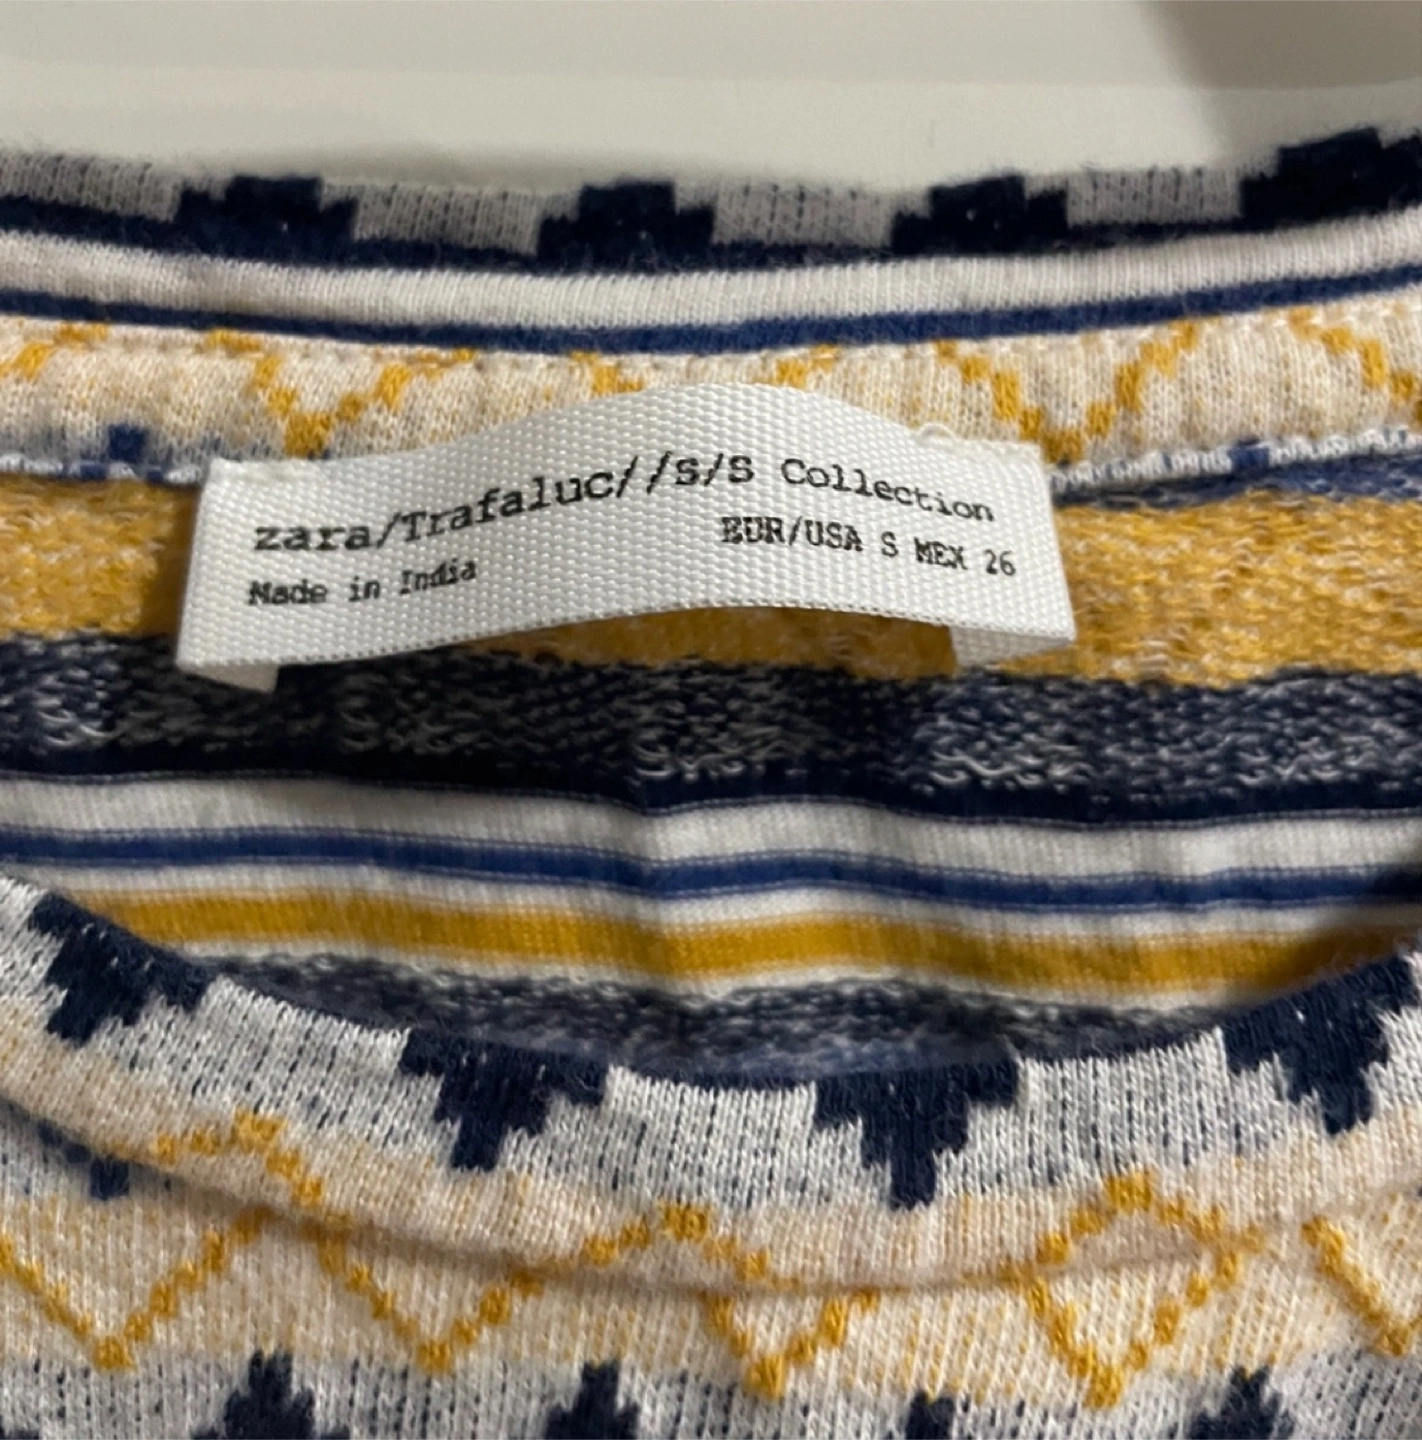 zara/Trafaluc//s/s Collection
EUR/USA S MEX 26
Made in India